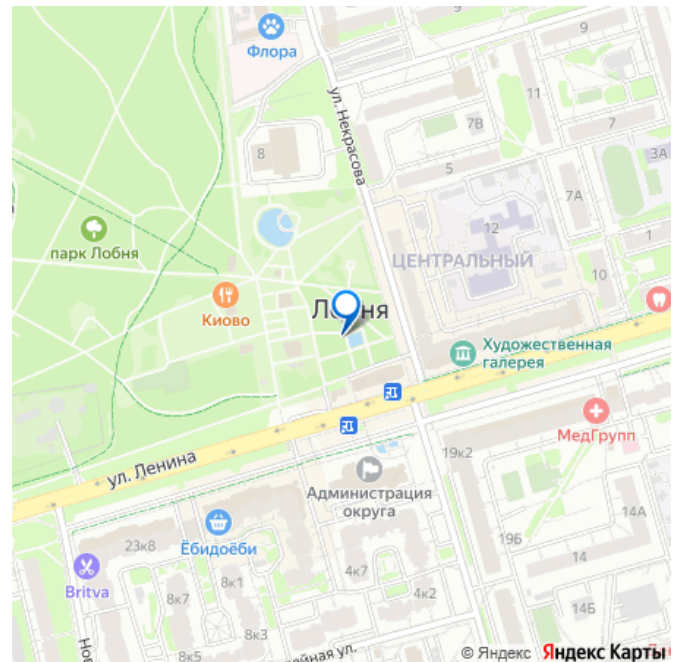 Флора
9
9
11
ул. Некрасова
7В
7
8
5
3А
7А
парк Лобня
12
1
ЦЕНТРАЛЬНЫЙ
10
Киово
Лобня
Художественная
галерея
МедГрупп
ул. Ленина
19к2
Администрация
округа
14А
19Б
23к8
Ёбидоёби
14
4к7
Britva
8к7
8к1
4к2
14Б
8к3
8к5
© Яндекс Яндекс Карты